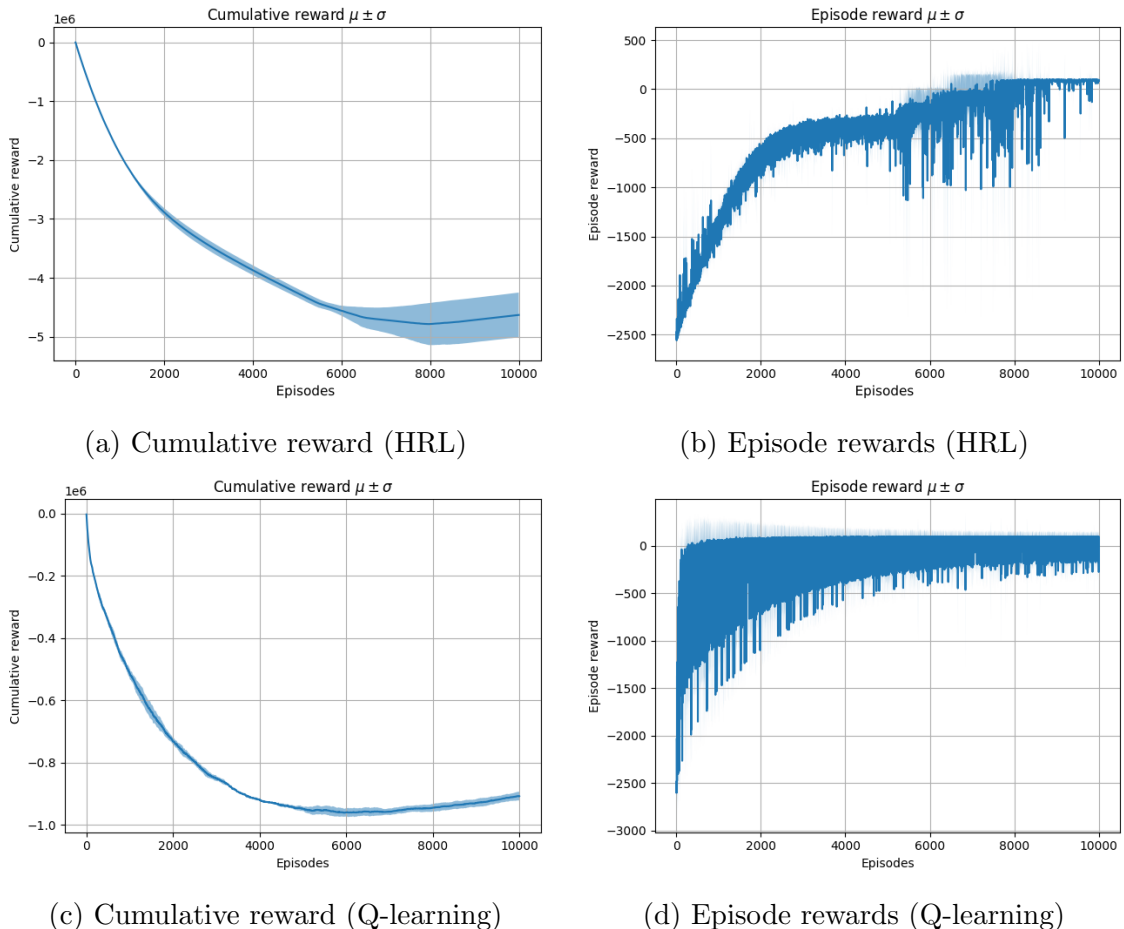 Cumulative reward μ ± σ
1e6
0
−1
−2
−3
−4
−5
Cumulative reward
0 2000 4000 6000 8000 10000
Episodes
(a) Cumulative reward (HRL)
Episode reward μ ± σ
500
0
−500
−1000
−1500
−2000
−2500
Episode reward
0 2000 4000 6000 8000 10000
Episodes
(b) Episode rewards (HRL)
Cumulative reward μ ± σ
1e6
0.0
−0.2
−0.4
−0.6
−0.8
−1.0
Cumulative reward
0 2000 4000 6000 8000 10000
Episodes
(c) Cumulative reward (Q-learning)
Episode reward μ ± σ
0
−500
−1000
−1500
−2000
−2500
−3000
Episode reward
0 2000 4000 6000 8000 10000
Episodes
(d) Episode rewards (Q-learning)